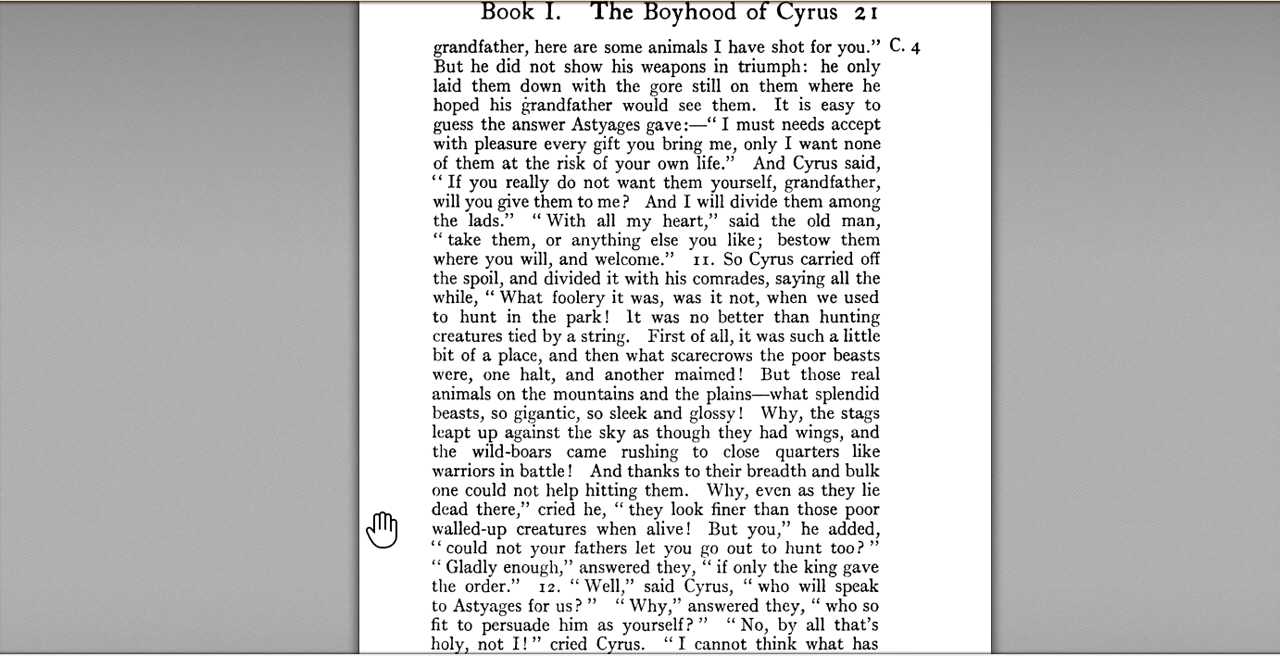 Book I. The Boyhood of Cyrus 21
grandfather, here are some animals I have shot for you.” C. 4
But he did not show his weapons in triumph: he only
laid them down with the gore still on them where he
hoped his grandfather would see them. It is easy to
guess the answer Astyages gave:—“ I must needs accept
with pleasure every gift you bring me, only I want none
of them at the risk of your own life.” And Cyrus said,
“ If you really do not want them yourself, grandfather,
will you give them to me? And I will divide them among
the lads.” “ With all my heart,” said the old man,
“ take them, or anything else you like; bestow them
where you will, and welcome.” 11. So Cyrus carried off
the spoil, and divided it with his comrades, saying all the
while, “ What foolery it was, was it not, when we used
to hunt in the park! It was no better than hunting
creatures tied by a string. First of all, it was such a little
bit of a place, and then what scarecrows the poor beasts
were, one halt, and another maimed! But those real
animals on the mountains and the plains—what splendid
beasts, so gigantic, so sleek and glossy! Why, the stags
leapt up against the sky as though they had wings, and
the wild-boars came rushing to close quarters like
warriors in battle! And thanks to their breadth and bulk
one could not help hitting them. Why, even as they lie
dead there,” cried he, “ they look finer than those poor
walled-up creatures when alive! But you,” he added,
“ could not your fathers let you go out to hunt too? ”
“ Gladly enough,” answered they, “ if only the king gave
the order.” 12. “ Well,” said Cyrus, “ who will speak
to Astyages for us? ” “ Why,” answered they, “ who so
fit to persuade him as yourself? ” “ No, by all that’s
holy, not I! ” cried Cyrus. “ I cannot think what has